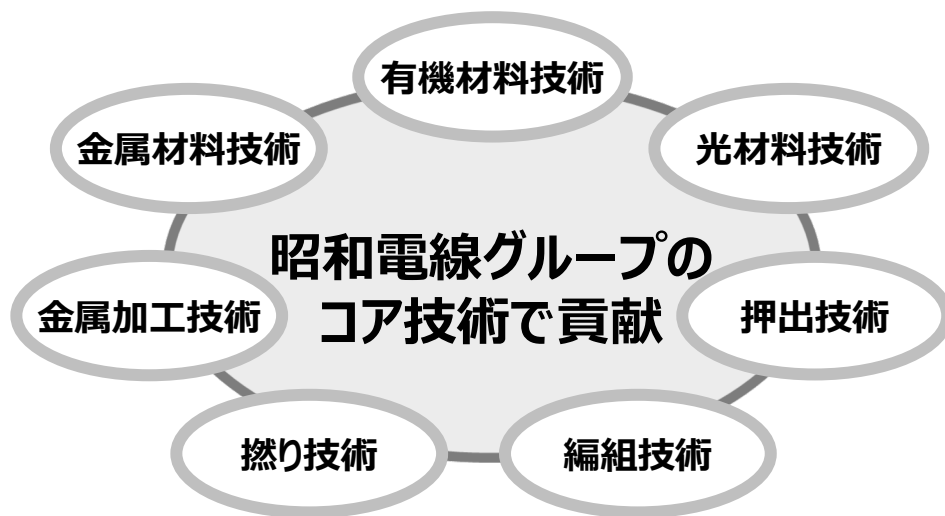 有機材料技術
金属材料技術
光材料技術
昭和電線グループの
コア技術で貢献
金属加工技術
押出技術
撚り技術
編組技術